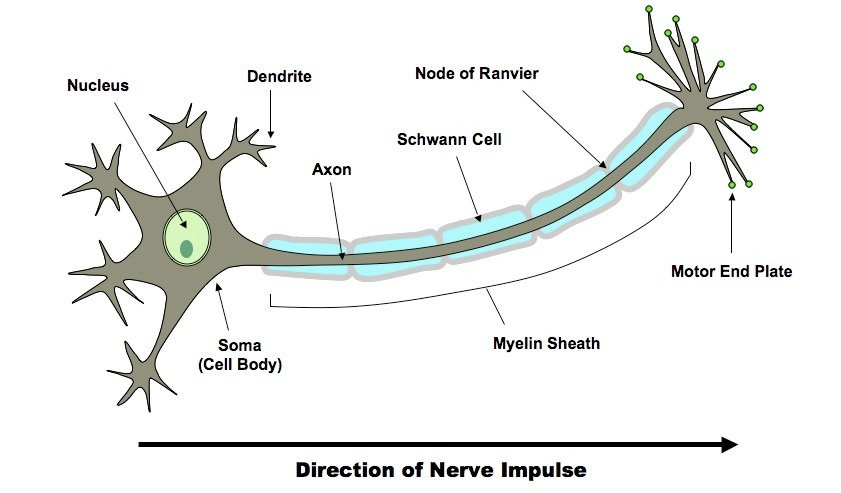 Nucleus
Dendrite
Node of Ranvier
Schwann Cell
Axon
Motor End Plate
Soma
(Cell Body)
Myelin Sheath
Direction of Nerve Impulse